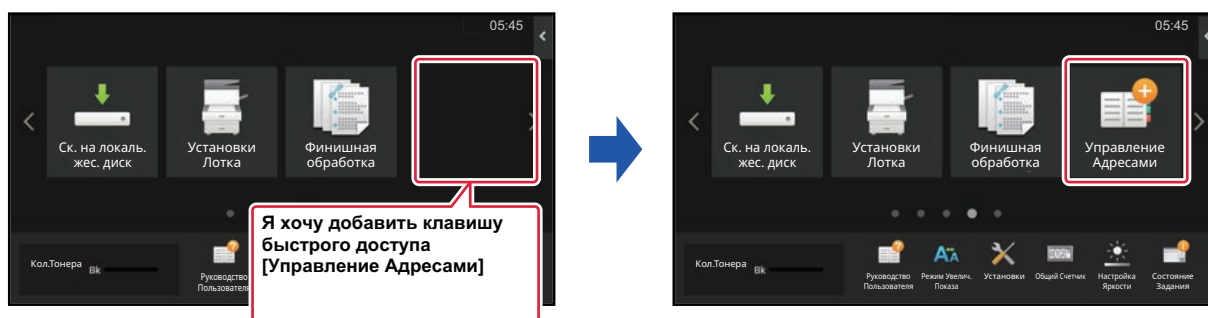 05:45
Ск. на локаль.
жес. диск
Установки
Лотка
Финишная
обработка
Я хочу добавить клавишу
быстрого доступа
[Управление Адресами]
Кол.Тонера
Bk
Руководство
Пользователя
05:45
Ск. на локаль.
жес. диск
Установки
Лотка
Финишная
обработка
Управление
Адресами
Кол.Тонера
Bk
Руководство
Пользователя
Режим Увелич.
Показа
Установки
Общий Счетчик
Настройка
Яркости
Состояние
Задания